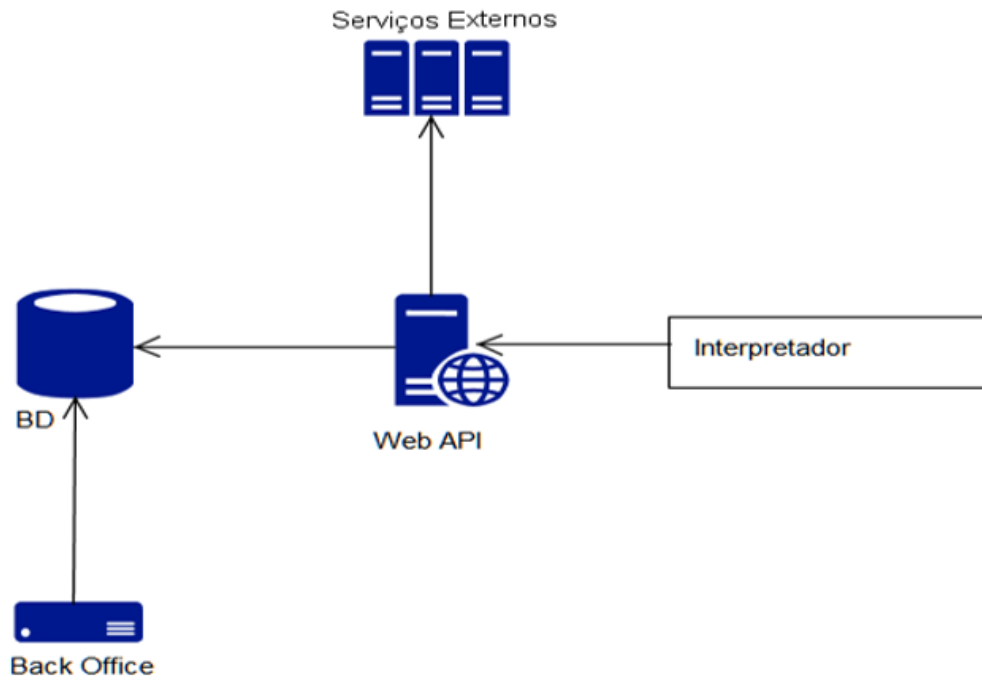 Serviços Externos
Interpretador
BD
Web API
Back Office